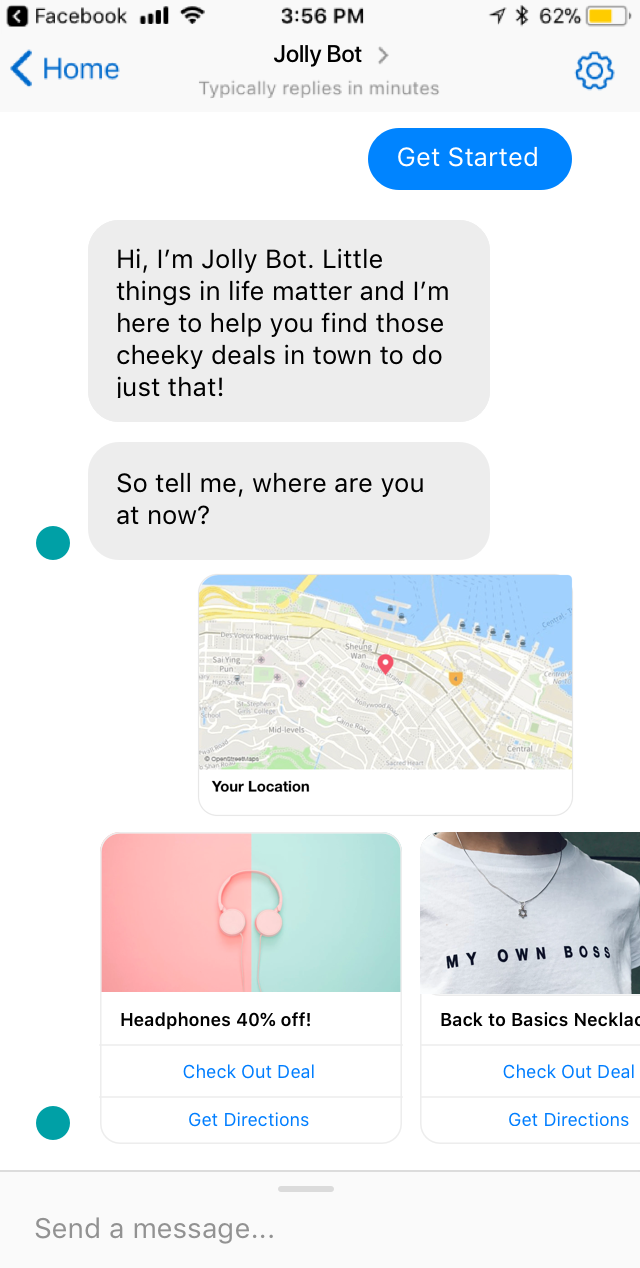 Facebook 3:56 PM 62%
Home
Jolly Bot
Typically replies in minutes
Get Started
Hi, I’m Jolly Bot. Little
things in life matter and I’m
here to help you find those
cheeky deals in town to do
just that!
So tell me, where are you
at now?
Des Voeux Road West
Sheung
Wan
Sai Ying
Pun
High Street
St. Stephen's
Girls' College
School
Hollywood Road
Caine Road
Mid-levels
Central
Sacred Heart
© OpenStreetMaps
Your Location
MY OWN BOSS
Headphones 40% off!
Check Out Deal
Get Directions
Back to Basics Necklac
Check Out Deal
Get Directions
Send a message...